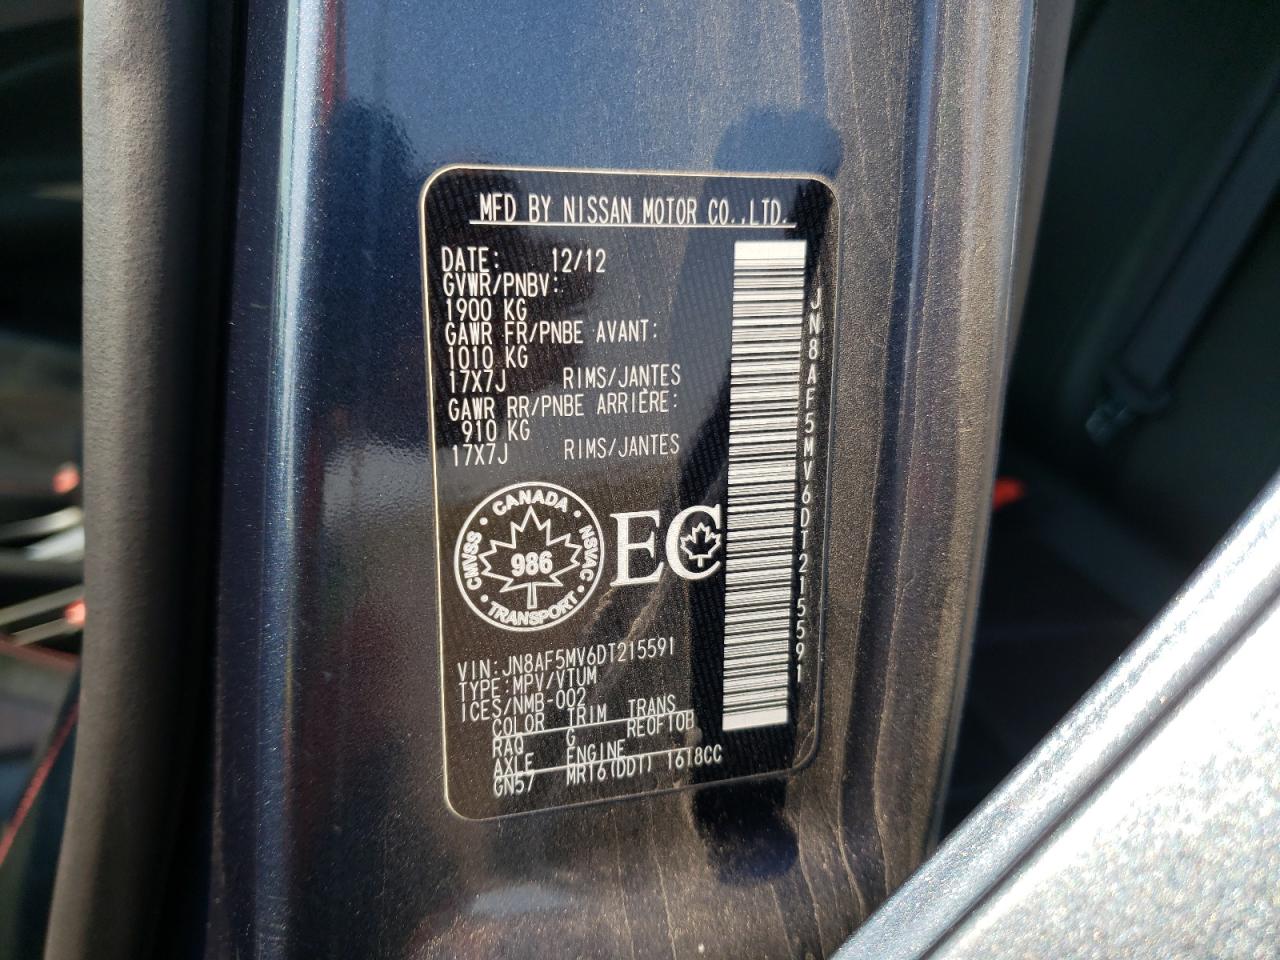 MFD BY NISSAN MOTOR CO.,LTD.
DATE: 12/12
GVWR/PNBV:
1900 KG
GAWR FR/PNBE AVANT:
1010 KG
17X7J RIMS/JANTES
GAWR RR/PNBE ARRIÈRE:
910 KG
17X7J RIMS/JANTES
CANADA
CMVSS NSVAC
986
TRANSPORT
EC
VIN:JN8AF5MV6DT215591
TYPE:MPV/VTUM
ICES/NMB-002
COLOR TRIM TRANS
RAQ G RE0F10B
AXLE ENGINE
GN57 MR16(DDT) 1618CC
JN8AF5MV6DT215591